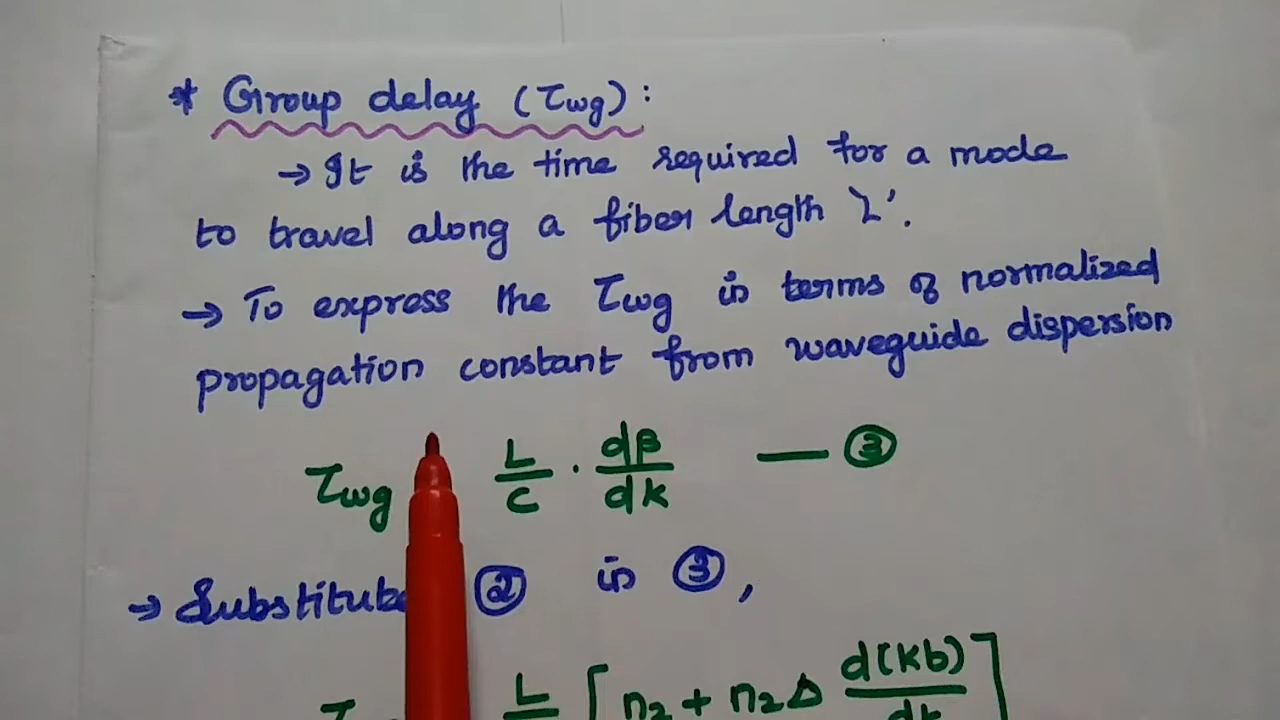 * Group delay (τwg) :
→ It is the time required for a mode
to travel along a fiber length 'L'.
→ To express the τwg in terms of normalized
propagation constant from waveguide dispersion
τwg L/c · dβ/dk — ③
→ Substitute ② in ③,
L [ n₂ + n₂Δ d(kb)/dk ]